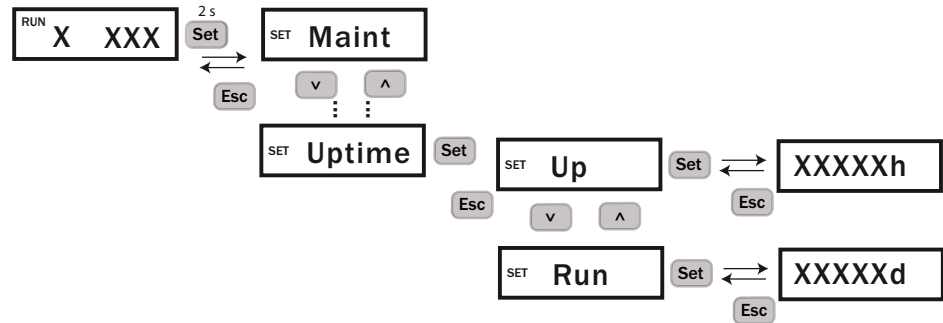 2 s
RUN X XXX Set SET Maint
Esc v ʌ
SET Uptime Set SET Up Set XXXXXh
Esc v ʌ Esc
SET Run Set XXXXXd
Esc